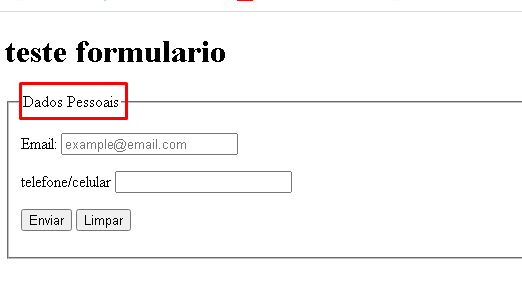 teste formulario
Dados Pessoais
Email: example@email.com
telefone/celular
Enviar Limpar